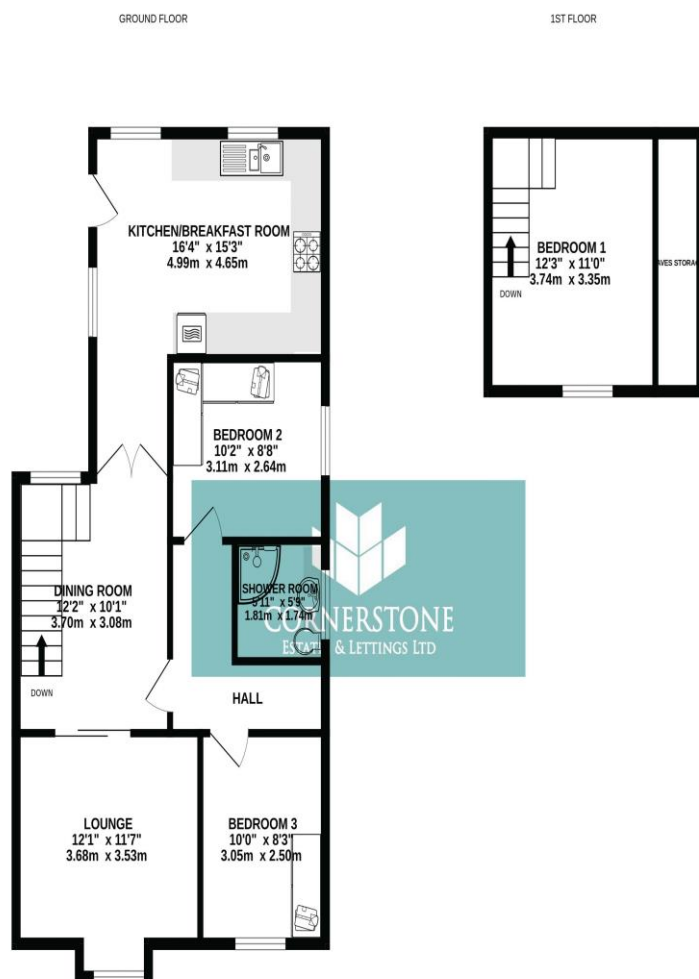 GROUND FLOOR
1ST FLOOR
KITCHEN/BREAKFAST ROOM
16'4" x 15'3"
4.99m x 4.65m
BEDROOM 1
12'3" x 11'0"
3.74m x 3.35m
DOWN
AVES STORAG
BEDROOM 2
10'2" x 8'8"
3.11m x 2.64m
DINING ROOM
12'2" x 10'1"
3.70m x 3.08m
DOWN
SHOWER ROOM
5'11" x 5'9"
1.81m x 1.74m
CORNERSTONE
ESTATE & LETTINGS LTD
HALL
LOUNGE
12'1" x 11'7"
3.68m x 3.53m
BEDROOM 3
10'0" x 8'3"
3.05m x 2.50m